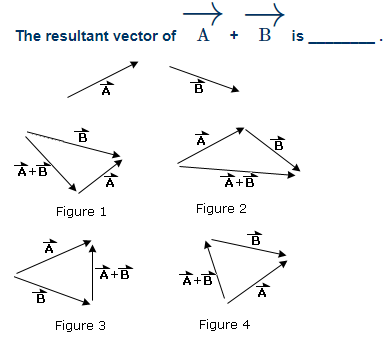 The resultant vector of A + B is ________ .
A B
B
A+B
A
Figure 1
A
B
A+B
Figure 2
A
A+B
B
Figure 3
B
A+B
A
Figure 4